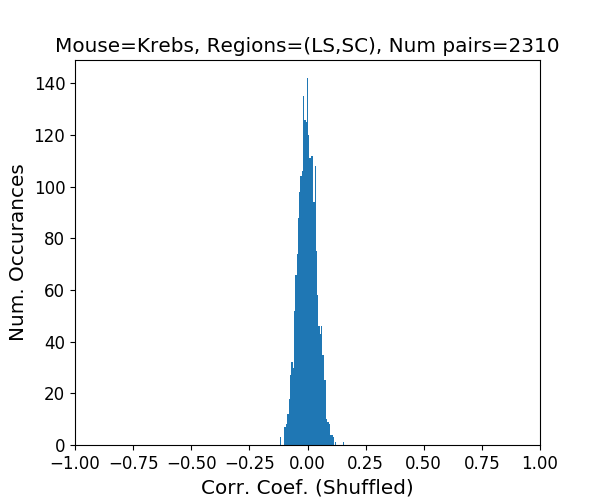 Mouse=Krebs, Regions=(LS,SC), Num pairs=2310
140
120
100
80
60
40
20
0
Num. Occurances
−1.00 −0.75 −0.50 −0.25 0.00 0.25 0.50 0.75 1.00
Corr. Coef. (Shuffled)